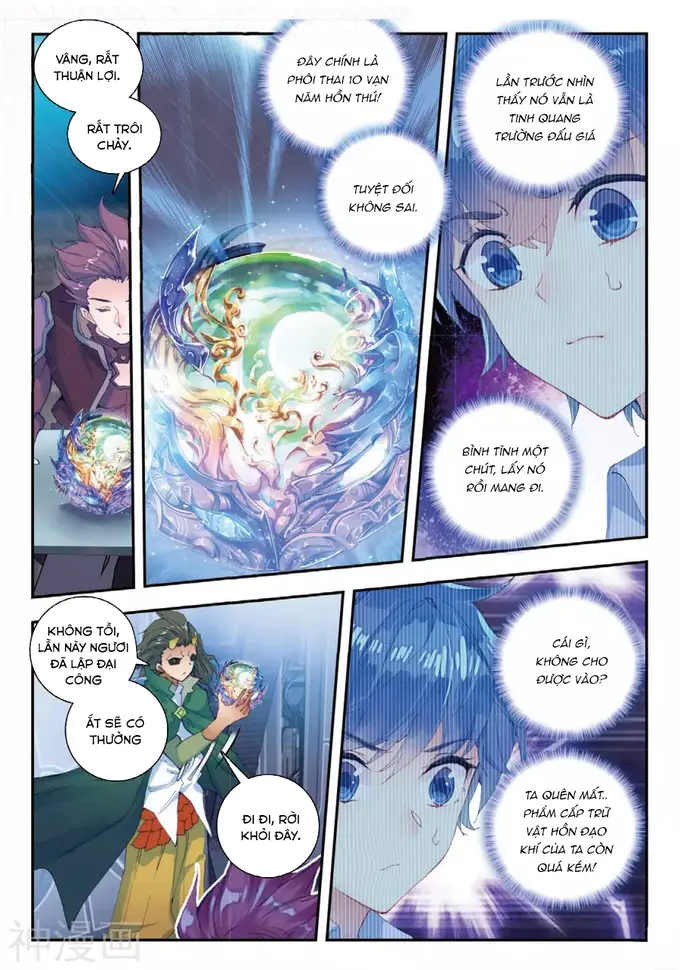 VÂNG, RẤT
THUẬN LỢI.
RẤT TRÔI
CHẢY.
ĐÂY CHÍNH LÀ
PHÔI THAI 10 VẠN
NĂM HỒN THÚ!
TUYỆT ĐỐI
KHÔNG SAI.
LẦN TRƯỚC NHÌN
THẤY NÓ VẪN LÀ
TINH QUANG
TRƯỜNG ĐẤU GIÁ
BÌNH TĨNH MỘT
CHÚT, LẤY NÓ
RỒI MANG ĐI.
KHÔNG TỒI,
LẦN NÀY NGƯƠI
ĐÃ LẬP ĐẠI
CÔNG
ẮT SẼ CÓ
THƯỞNG
ĐI ĐI, RỜI
KHỎI ĐÂY.
CÁI GÌ,
KHÔNG CHO
ĐƯỢC VÀO?
TA QUÊN MẤT..
PHẨM CẤP TRỮ
VẬT HỒN ĐẠO
KHÍ CỦA TA CÒN
QUÁ KÉM!
神漫画